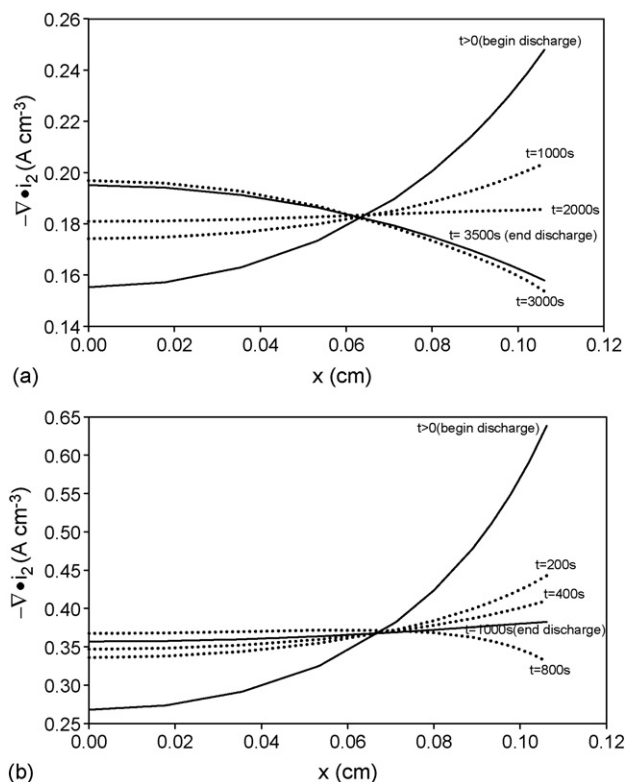 0.26
0.24
0.22
0.20
0.18
0.16
0.14
−∇•i₂ (A cm⁻³)
t>0(begin discharge)
t=1000s
t=2000s
t= 3500s (end discharge)
t=3000s
0.00 0.02 0.04 0.06 0.08 0.10 0.12
(a) x (cm)
0.65
0.60
0.55
0.50
0.45
0.40
0.35
0.30
0.25
−∇•i₂ (A cm⁻³)
t>0(begin discharge)
t=200s
t=400s
t=1000s(end discharge)
t=800s
0.00 0.02 0.04 0.06 0.08 0.10 0.12
(b) x (cm)